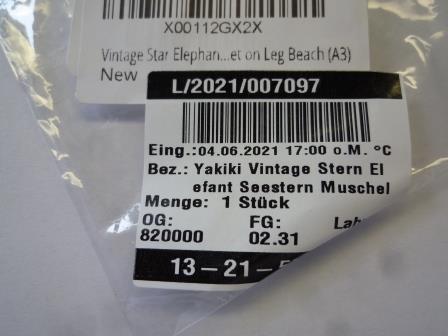 X00112GX2X
Vintage Star Elephan...et on Leg Beach (A3)
New
L/2021/007097
Eing.:04.06.2021 17:00 o.M. °C
Bez.: Yakiki Vintage Stern El
efant Seestern Muschel
Menge: 1 Stück
OG: FG:
820000 02.31
13-21-